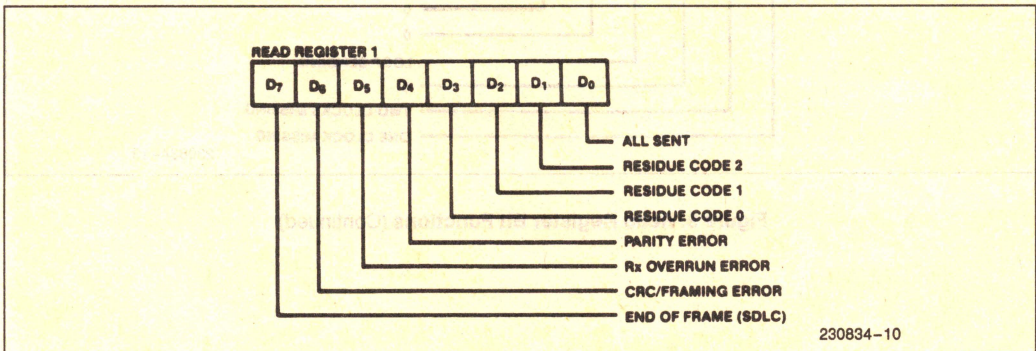 READ REGISTER 1
D7 D6 D5 D4 D3 D2 D1 D0
ALL SENT
RESIDUE CODE 2
RESIDUE CODE 1
RESIDUE CODE 0
PARITY ERROR
Rx OVERRUN ERROR
CRC/FRAMING ERROR
END OF FRAME (SDLC)
230834-10